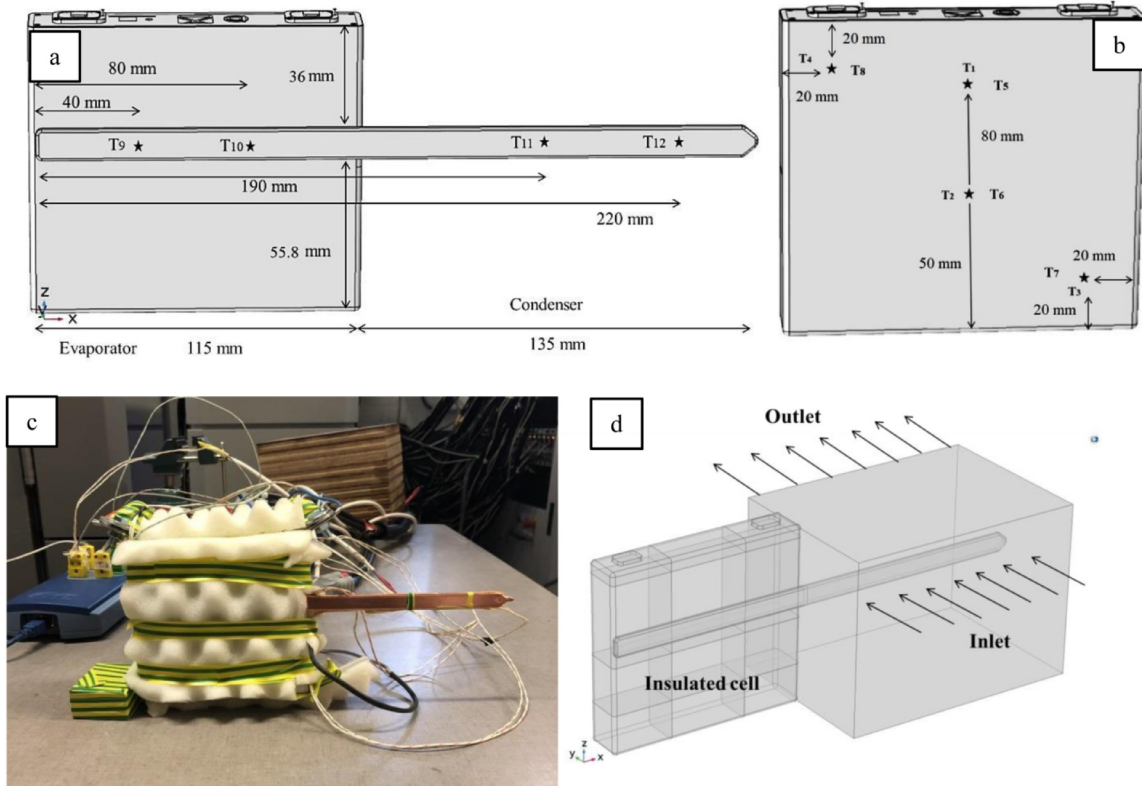 a
80 mm
36 mm
40 mm
T9
T10
T11
T12
190 mm
220 mm
55.8 mm
z
y
x
Condenser
Evaporator
115 mm
135 mm
b
20 mm
T4
T8
T1
T5
20 mm
80 mm
T2
T6
50 mm
20 mm
T7
T3
20 mm
c
d
Outlet
Inlet
Insulated cell
z
y
x